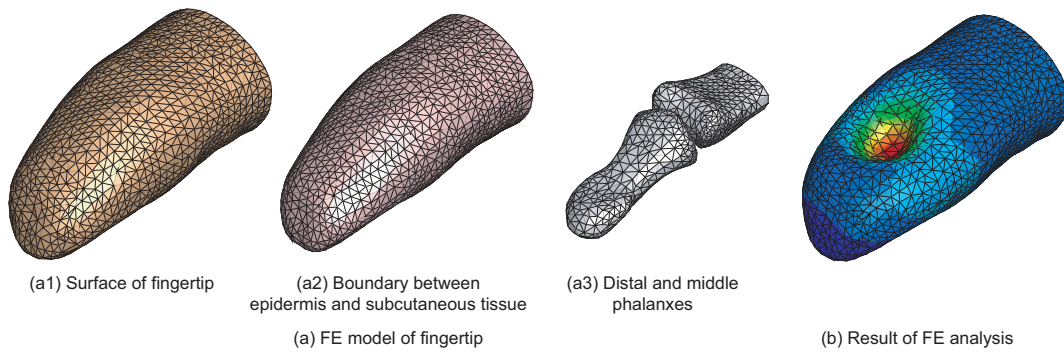 (a1) Surface of fingertip
(a2) Boundary between
epidermis and subcutaneous tissue
(a3) Distal and middle
phalanxes
(a) FE model of fingertip
(b) Result of FE analysis